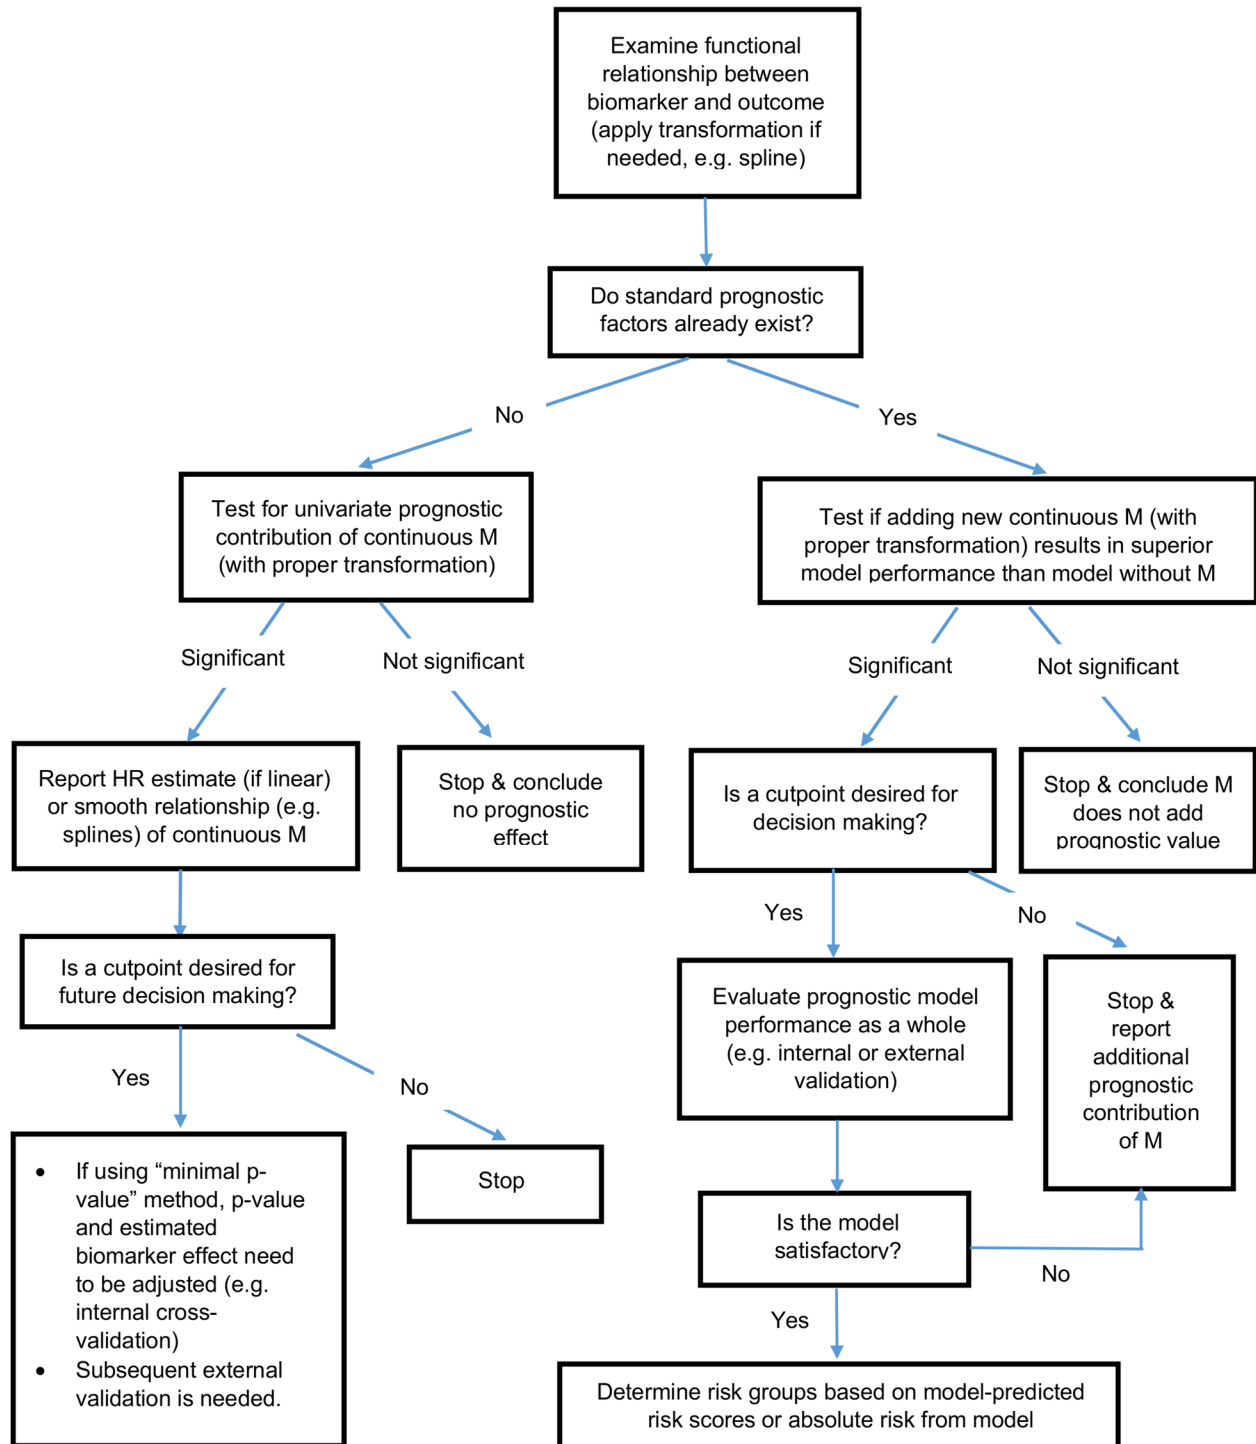 Examine functional
relationship between
biomarker and outcome
(apply transformation if
needed, e.g. spline)
Do standard prognostic
factors already exist?
No
Yes
Test for univariate prognostic
contribution of continuous M
(with proper transformation)
Test if adding new continuous M (with
proper transformation) results in superior
model performance than model without M
Significant
Not significant
Significant
Not significant
Report HR estimate (if linear)
or smooth relationship (e.g.
splines) of continuous M
Stop & conclude
no prognostic
effect
Is a cutpoint desired for
decision making?
Stop & conclude M
does not add
prognostic value
Yes
No
Is a cutpoint desired for
future decision making?
Evaluate prognostic model
performance as a whole
(e.g. internal or external
validation)
Stop &
report
additional
prognostic
contribution
of M
Yes
No
• If using “minimal p-
value” method, p-value
and estimated
biomarker effect need
to be adjusted (e.g.
internal cross-
validation)
• Subsequent external
validation is needed.
Stop
Is the model
satisfactory?
No
Yes
Determine risk groups based on model-predicted
risk scores or absolute risk from model